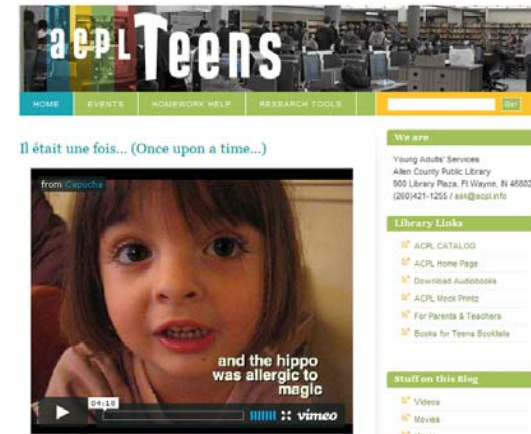 acpl Teens
HOME EVENTS HOMEWORK HELP RESEARCH TOOLS Go!
Il était une fois... (Once upon a time...)
from Capucha
and the hippo
was allergic to
magic
04:18
vimeo
We are
Young Adults' Services
Allen County Public Library
900 Library Plaza, Ft Wayne, IN 46802
(260)421-1255 / ask@acpl.info
Library Links
ACPL CATALOG
ACPL Home Page
Download Audiobooks
ACPL Mock Printz
For Parents & Teachers
Books for Teens Booklists
Stuff on this Blog
Videos
Movies